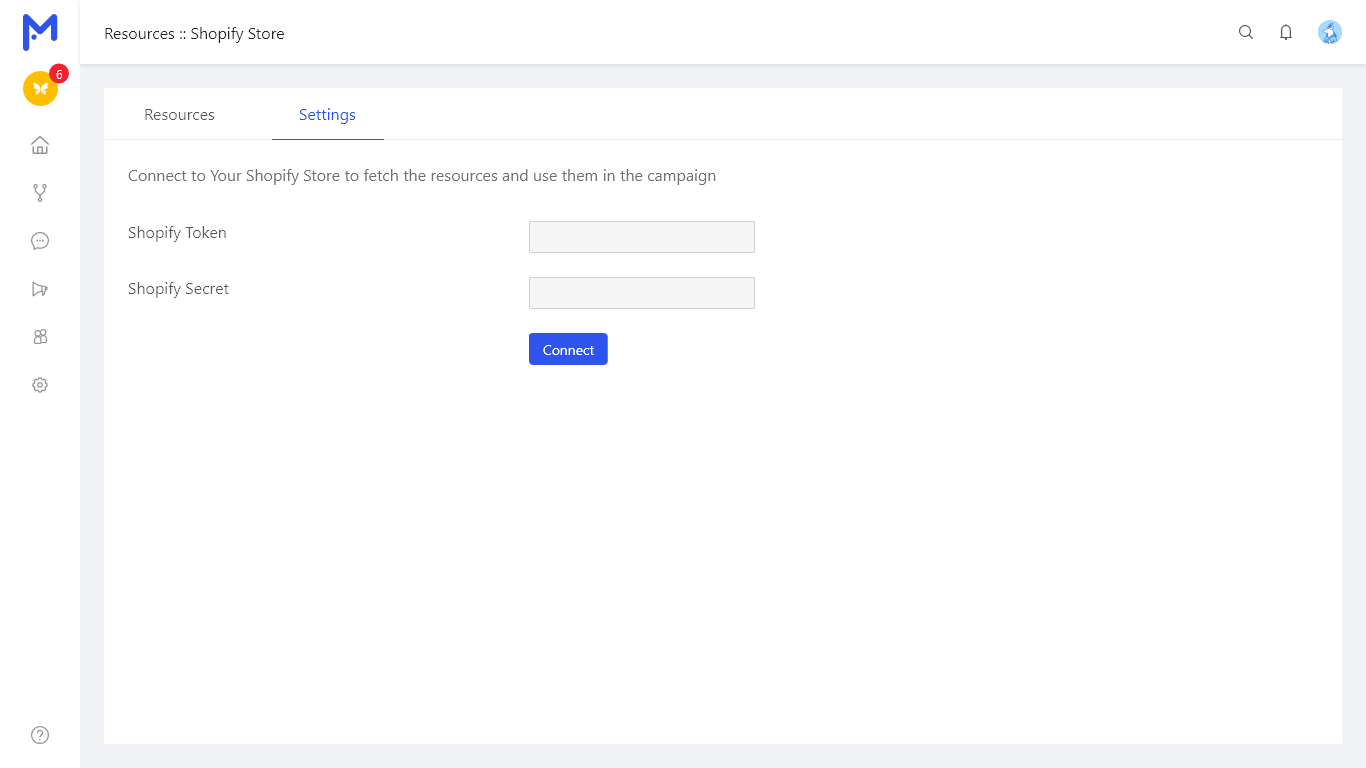 Resources :: Shopify Store
6
Resources
Settings
Connect to Your Shopify Store to fetch the resources and use them in the campaign
Shopify Token
Shopify Secret
Connect